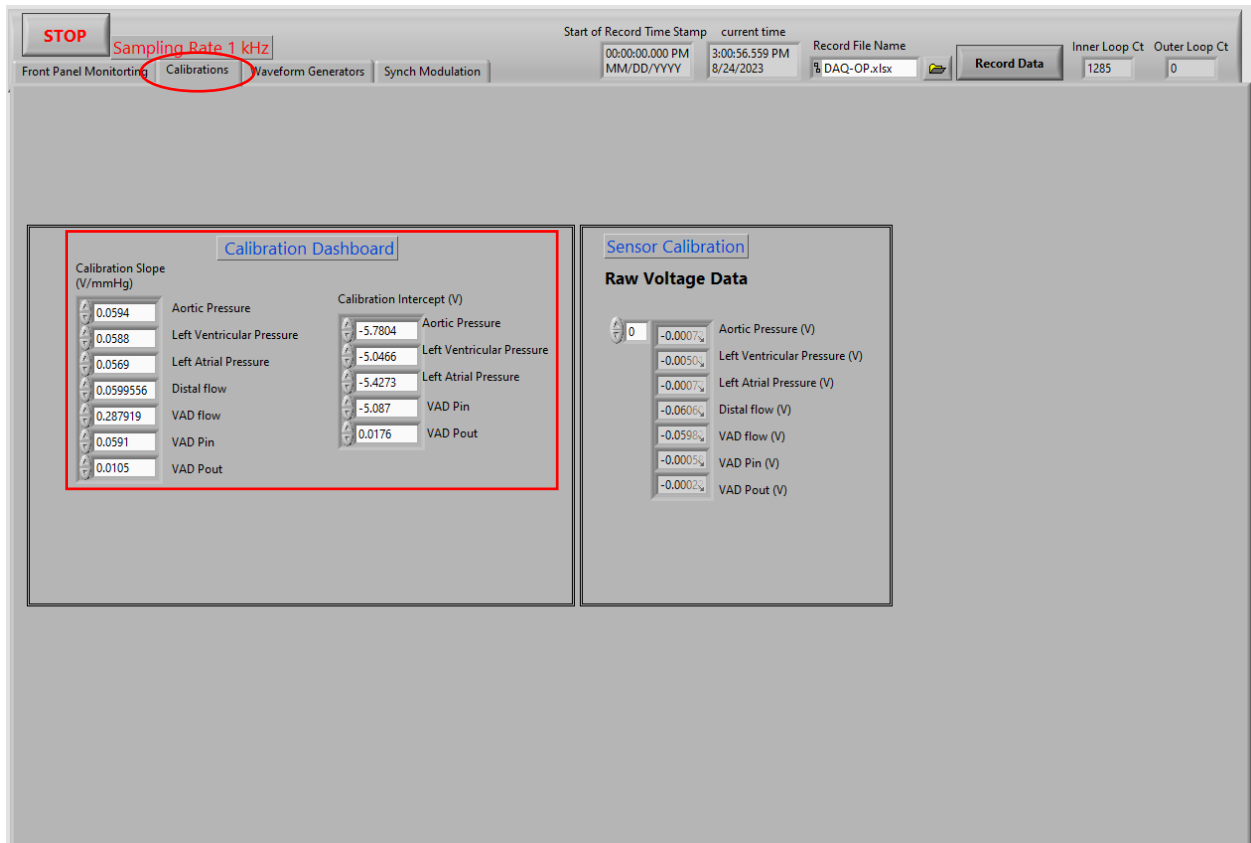 STOP
Sampling Rate 1 kHz
Start of Record Time Stamp
00:00:00.000 PM
MM/DD/YYYY
current time
3:00:56.559 PM
8/24/2023
Record File Name
DAQ-OP.xlsx
Record Data
Inner Loop Ct
1285
Outer Loop Ct
0
Front Panel Monitorting
Calibrations
Waveform Generators
Synch Modulation
Calibration Dashboard
Calibration Slope
(V/mmHg)
0.0594 Aortic Pressure
0.0588 Left Ventricular Pressure
0.0569 Left Atrial Pressure
0.0599556 Distal flow
0.287919 VAD flow
0.0591 VAD Pin
0.0105 VAD Pout
Calibration Intercept (V)
-5.7804 Aortic Pressure
-5.0466 Left Ventricular Pressure
-5.4273 Left Atrial Pressure
-5.087 VAD Pin
0.0176 VAD Pout
Sensor Calibration
Raw Voltage Data
0
Aortic Pressure (V)
Left Ventricular Pressure (V)
Left Atrial Pressure (V)
Distal flow (V)
VAD flow (V)
VAD Pin (V)
VAD Pout (V)